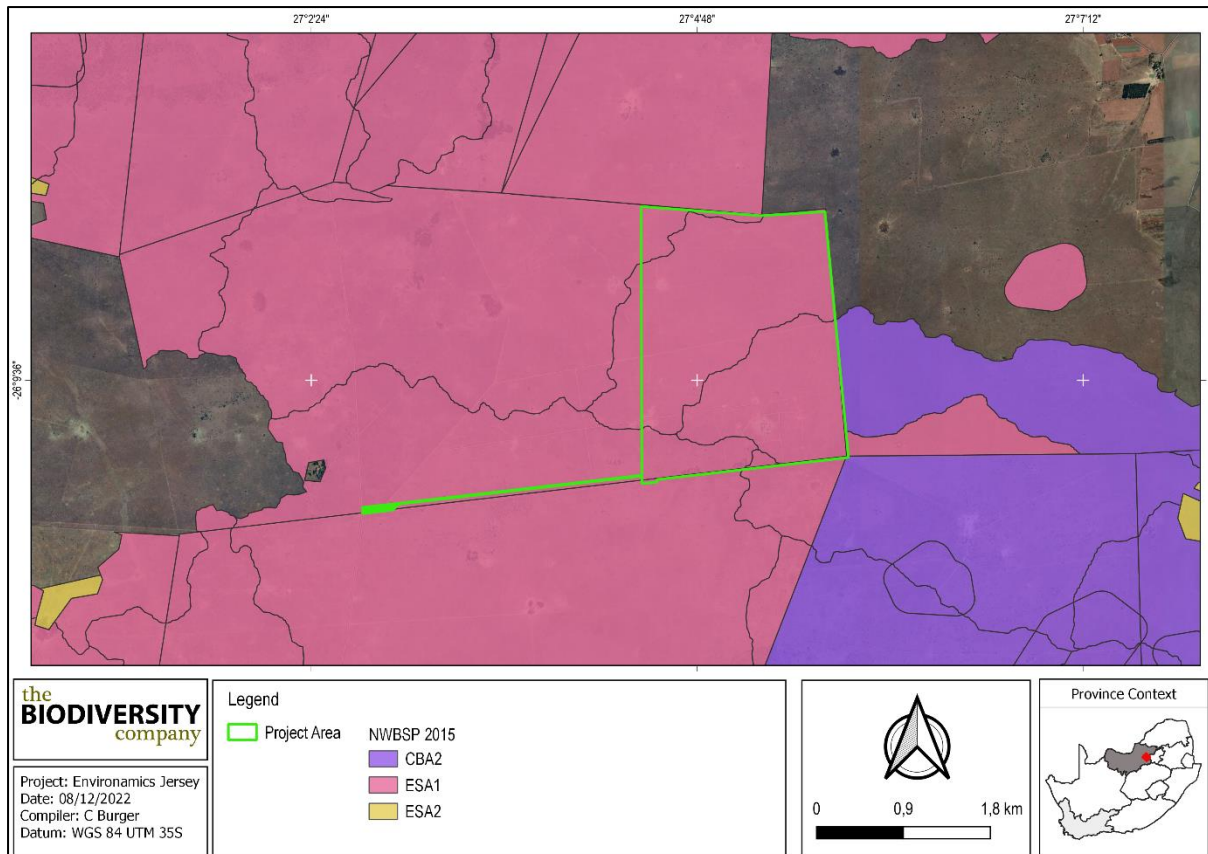 27°2'24"
27°4'48"
27°7'12"
-26°9'36"
the
BIODIVERSITY
company
Project: Environamics Jersey
Date: 08/12/2022
Compiler: C Burger
Datum: WGS 84 UTM 35S
Legend
Project Area
NWBSP 2015
CBA2
ESA1
ESA2
0 0,9 1,8 km
Province Context